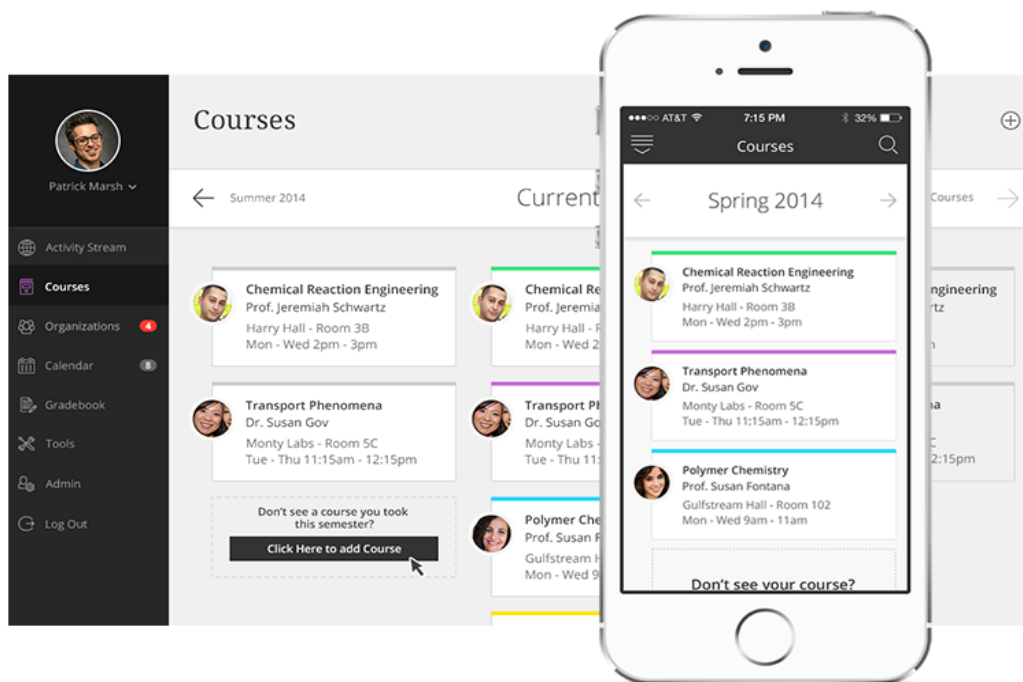 Patrick Marsh
Activity Stream
Courses
Organizations 4
Calendar 8
Gradebook
Tools
Admin
Log Out
Courses
Summer 2014
Current
Courses
Chemical Reaction Engineering
Prof. Jeremiah Schwartz
Harry Hall - Room 3B
Mon - Wed 2pm - 3pm
Transport Phenomena
Dr. Susan Gov
Monty Labs - Room 5C
Tue - Thu 11:15am - 12:15pm
Don't see a course you took
this semester?
Click Here to add Course
Chemical Re
Prof. Jeremia
Harry Hall - R
Mon - Wed 2
Transport Ph
Dr. Susan Go
Monty Labs -
Tue - Thu 11:
Polymer Che
Prof. Susan F
Gulfstream H
Mon - Wed 9
AT&T 7:15 PM 32%
Courses
Spring 2014
Chemical Reaction Engineering
Prof. Jeremiah Schwartz
Harry Hall - Room 3B
Mon - Wed 2pm - 3pm
Transport Phenomena
Dr. Susan Gov
Monty Labs - Room 5C
Tue - Thu 11:15am - 12:15pm
Polymer Chemistry
Prof. Susan Fontana
Gulfstream Hall - Room 102
Mon - Wed 9am - 11am
Don't see your course?
ngineering
rtz
a
2:15pm